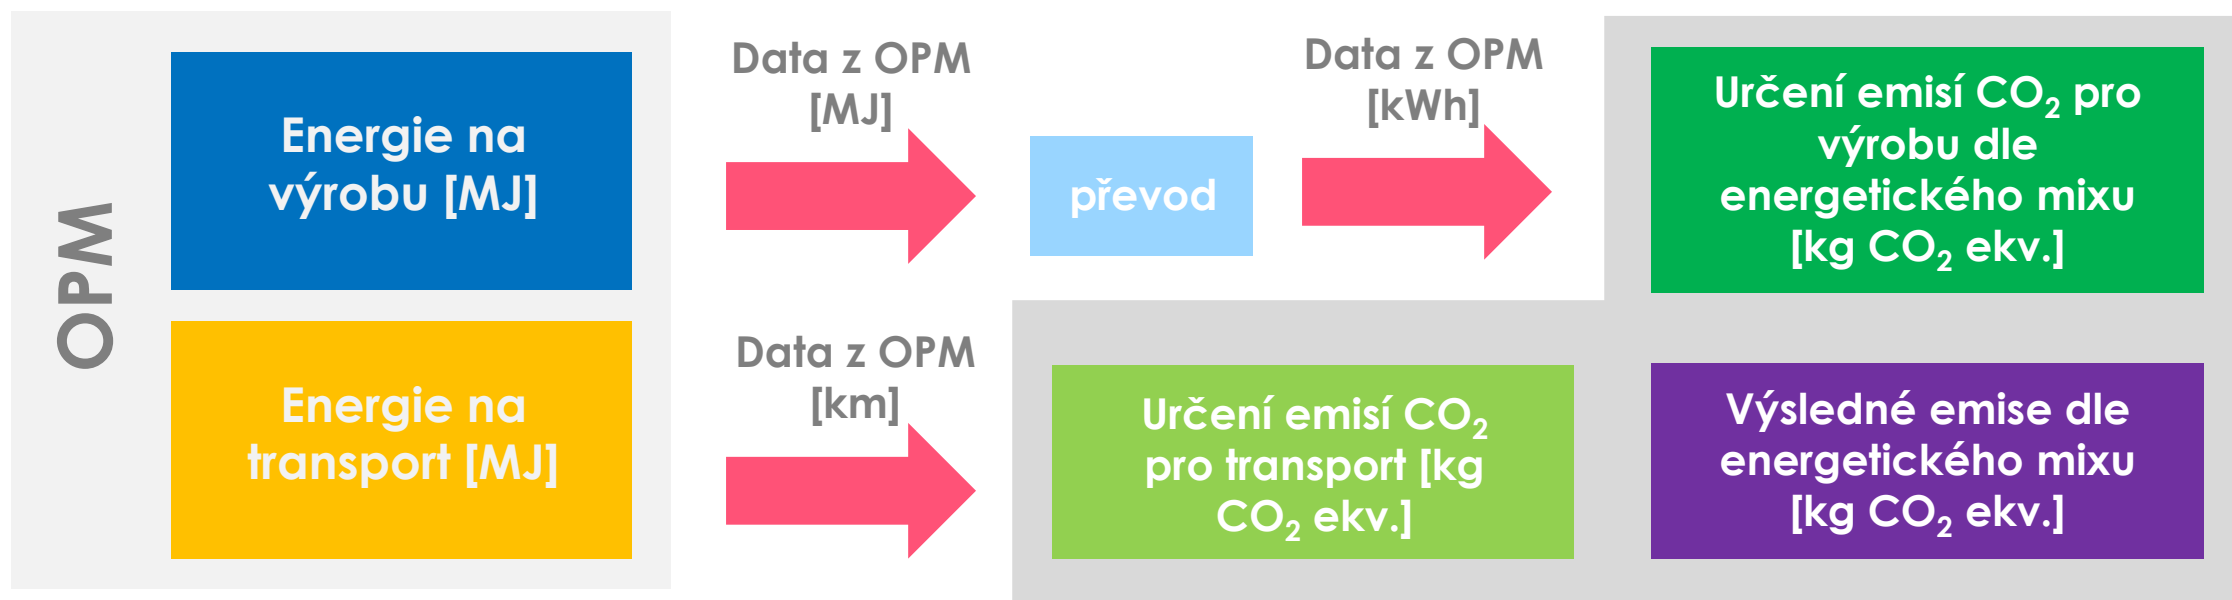 OPM
Energie na
výrobu [MJ]
Data z OPM
[MJ]
převod
Data z OPM
[kWh]
Určení emisí CO₂ pro
výrobu dle
energetického mixu
[kg CO₂ ekv.]
Energie na
transport [MJ]
Data z OPM
[km]
Určení emisí CO₂
pro transport [kg
CO₂ ekv.]
Výsledné emise dle
energetického mixu
[kg CO₂ ekv.]